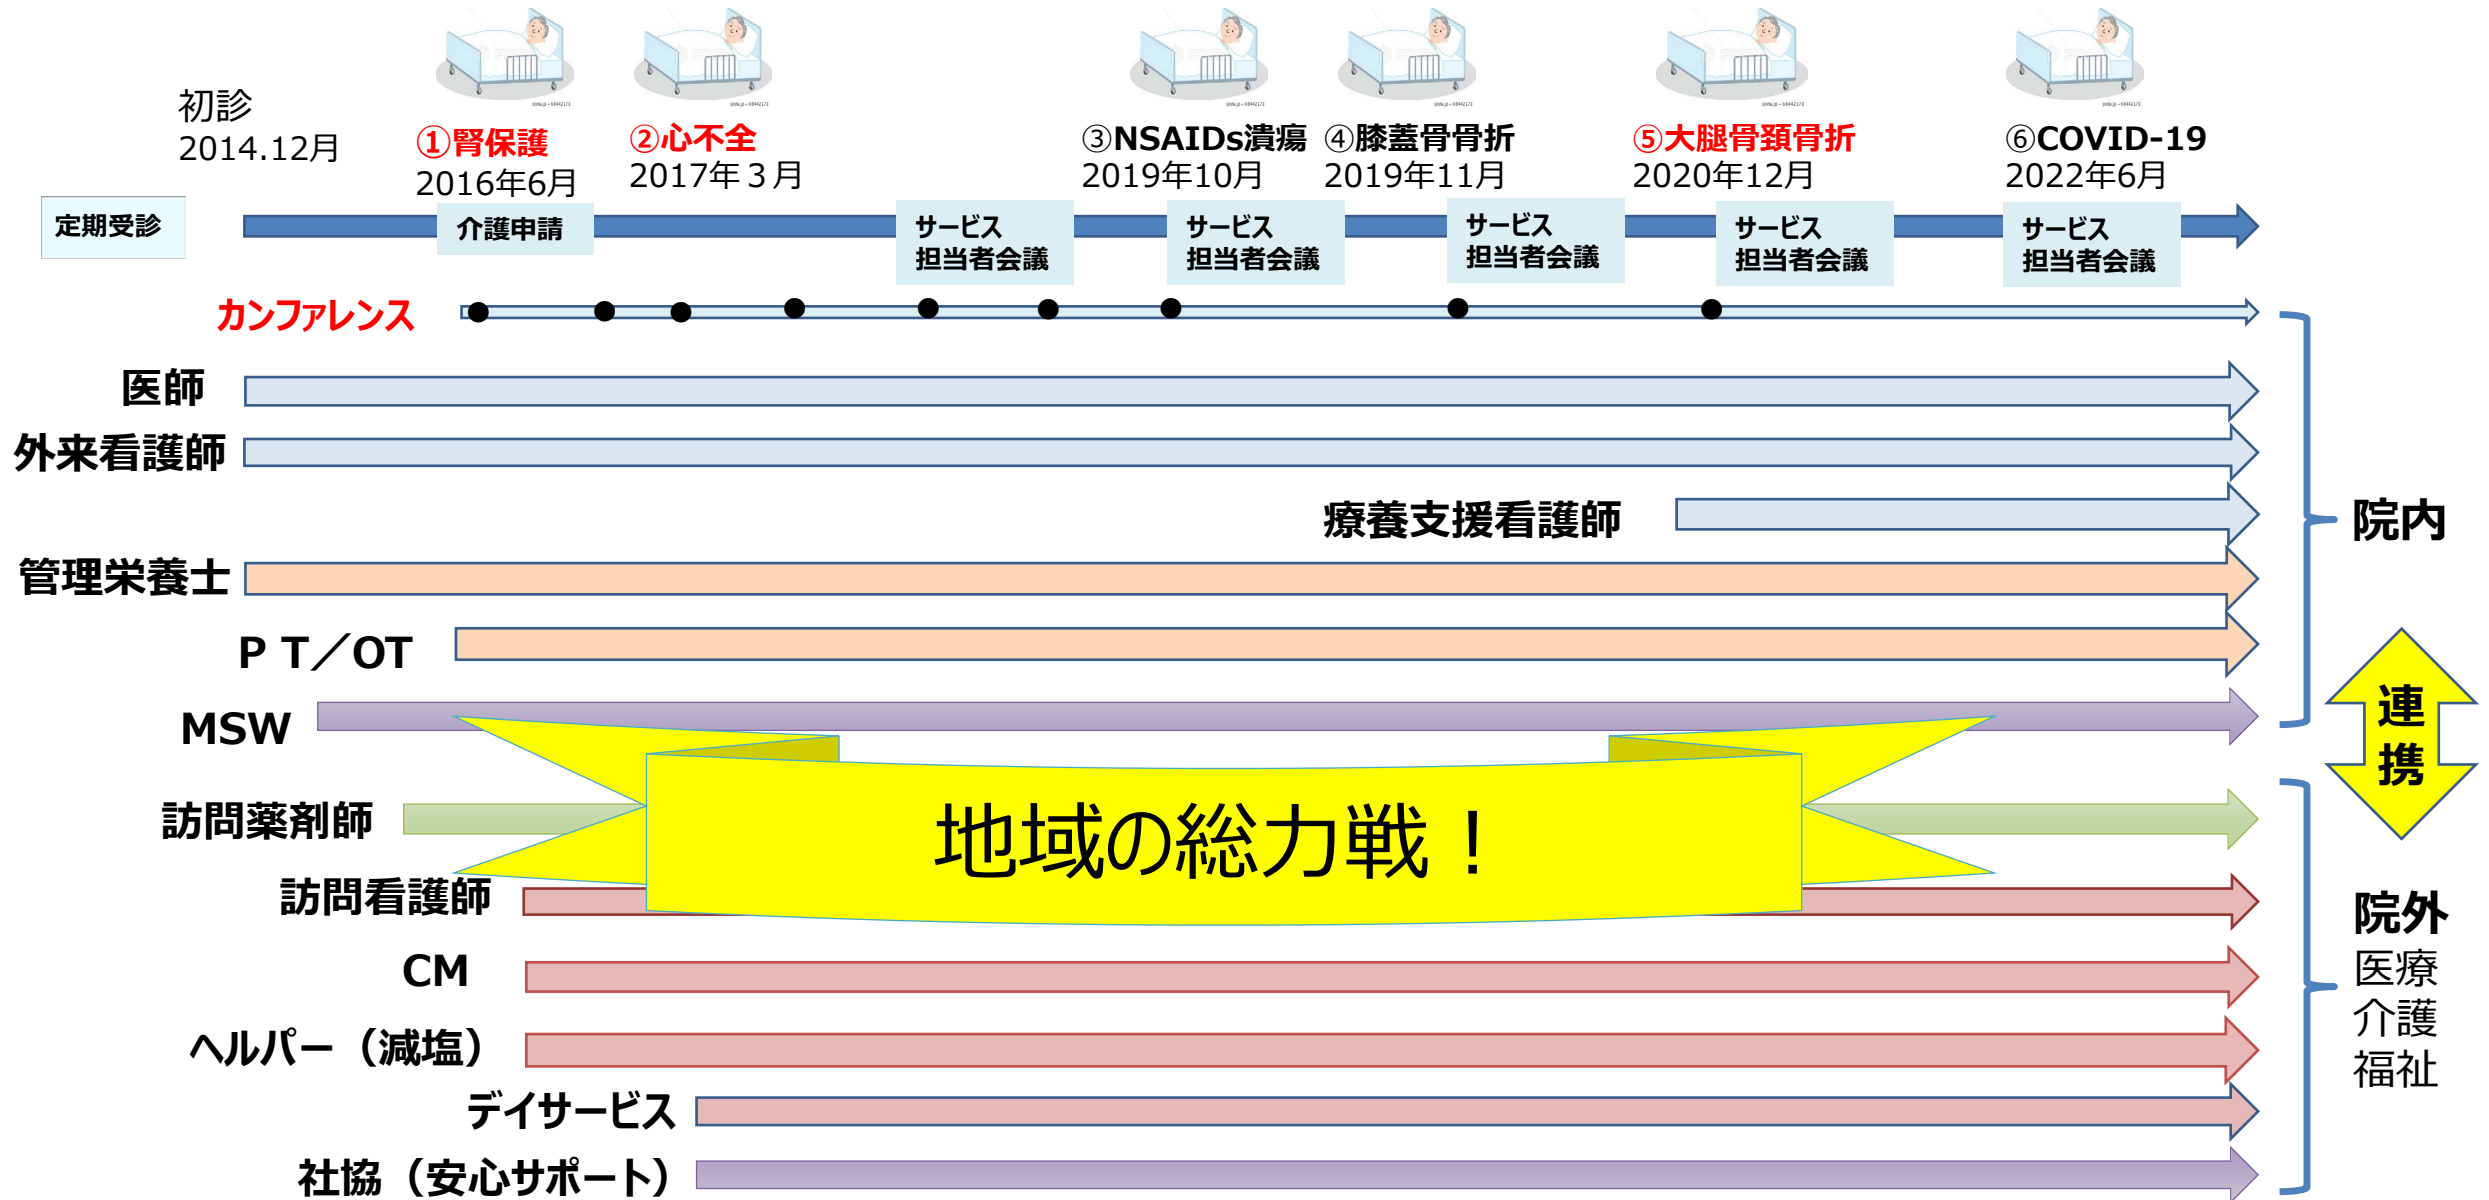 初診
2014.12月
①腎保護
2016年6月
②心不全
2017年３月
③NSAIDs潰瘍
2019年10月
④膝蓋骨骨折
2019年11月
⑤大腿骨頚骨折
2020年12月
⑥COVID-19
2022年6月
定期受診
介護申請
サービス
担当者会議
サービス
担当者会議
サービス
担当者会議
サービス
担当者会議
サービス
担当者会議
カンファレンス
医師
外来看護師
療養支援看護師
管理栄養士
ＰＴ／OT
MSW
訪問薬剤師
地域の総力戦！
訪問看護師
CM
ヘルパー（減塩）
デイサービス
社協（安心サポート）
院内
連
携
院外
医療
介護
福祉